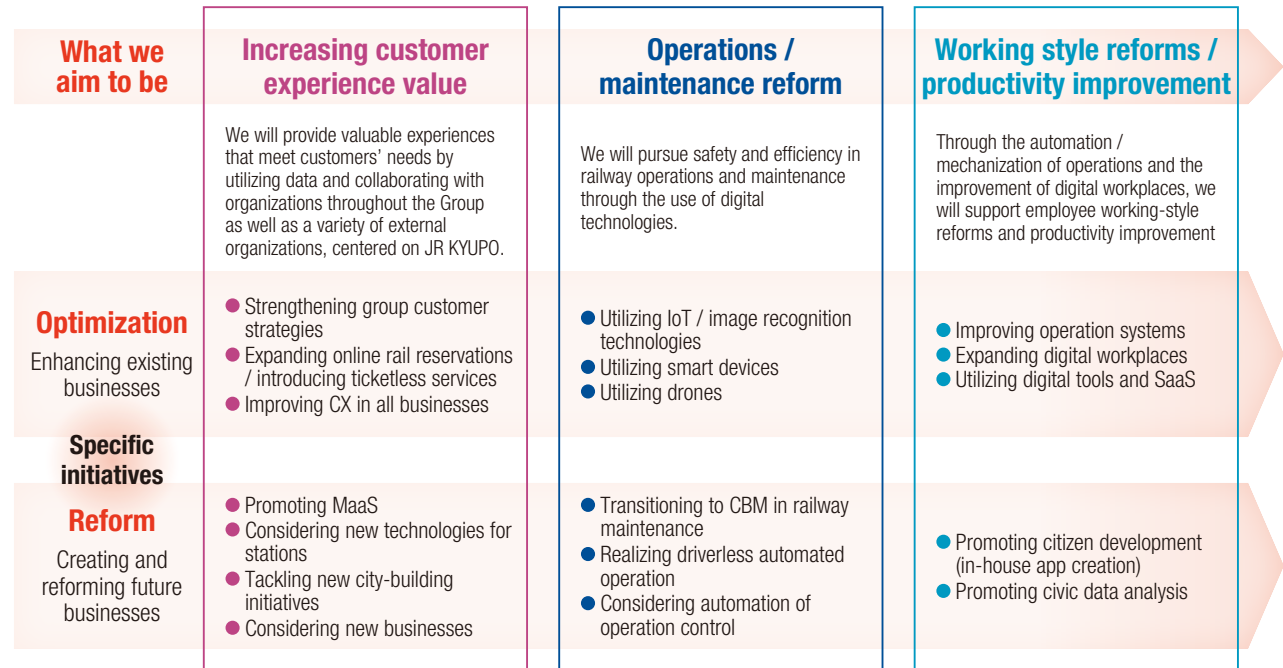 What we
aim to be
Increasing customer
experience value
Operations /
maintenance reform
Working style reforms /
productivity improvement
We will provide valuable experiences
that meet customers’ needs by
utilizing data and collaborating with
organizations throughout the Group
as well as a variety of external
organizations, centered on JR KYUPO.
We will pursue safety and efficiency in
railway operations and maintenance
through the use of digital
technologies.
Through the automation /
mechanization of operations and the
improvement of digital workplaces, we
will support employee working-style
reforms and productivity improvement
Optimization
Enhancing existing
businesses
● Strengthening group customer
strategies
● Expanding online rail reservations
/ introducing ticketless services
● Improving CX in all businesses
● Utilizing IoT / image recognition
technologies
● Utilizing smart devices
● Utilizing drones
● Improving operation systems
● Expanding digital workplaces
● Utilizing digital tools and SaaS
Specific
initiatives
Reform
Creating and
reforming future
businesses
● Promoting MaaS
● Considering new technologies for
stations
● Tackling new city-building
initiatives
● Considering new businesses
● Transitioning to CBM in railway
maintenance
● Realizing driverless automated
operation
● Considering automation of
operation control
● Promoting citizen development
(in-house app creation)
● Promoting civic data analysis